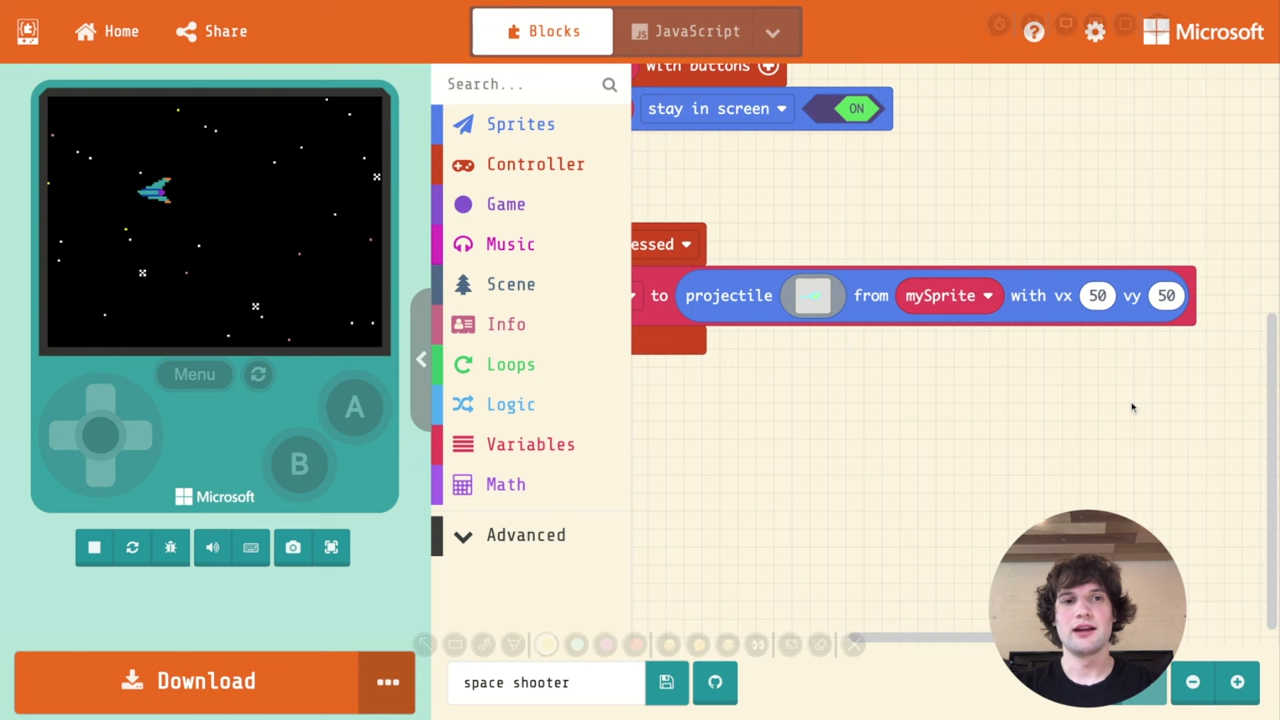 Home
Share
Blocks
JavaScript
Microsoft
Search...
with buttons
stay in screen
ON
Sprites
Controller
Game
Music
Scene
Info
Loops
Logic
Variables
Math
Advanced
essed
to projectile from mySprite with vx 50 vy 50
Menu
A
B
Microsoft
Download
space shooter